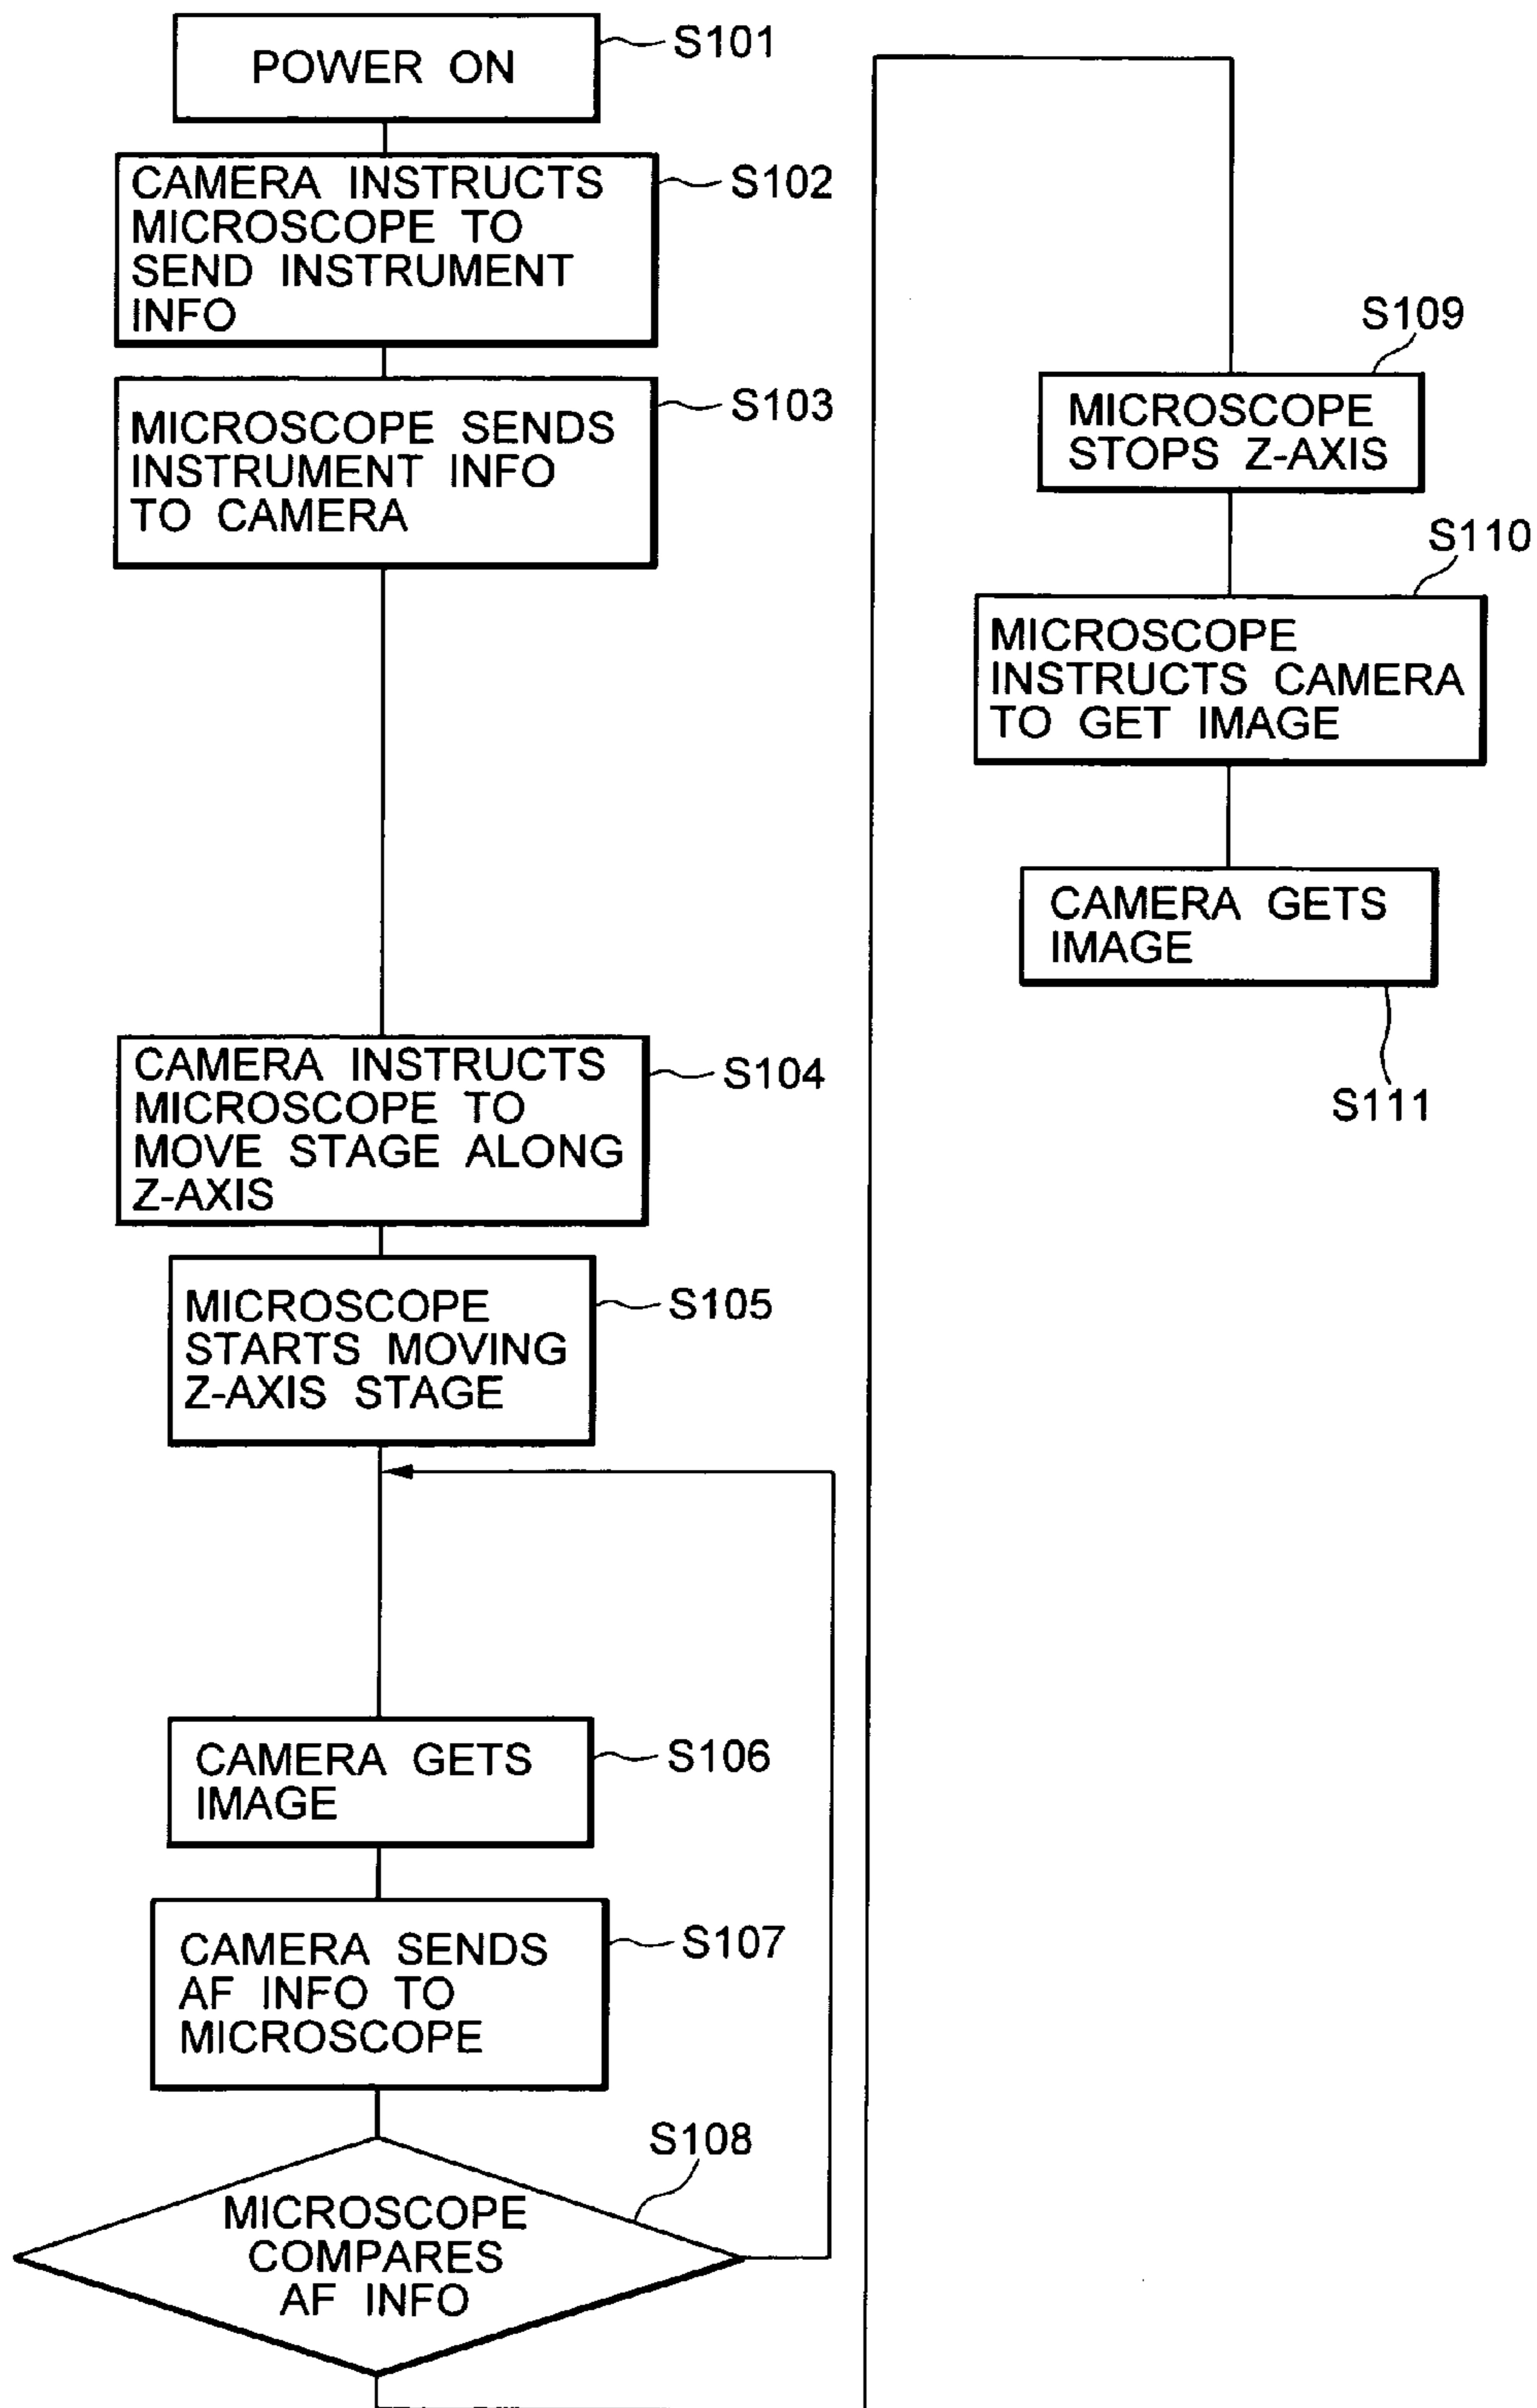 POWER ON
S101
CAMERA INSTRUCTS
MICROSCOPE TO
SEND INSTRUMENT
INFO
S102
MICROSCOPE SENDS
INSTRUMENT INFO
TO CAMERA
S103
CAMERA INSTRUCTS
MICROSCOPE TO
MOVE STAGE ALONG
Z-AXIS
S104
MICROSCOPE
STARTS MOVING
Z-AXIS STAGE
S105
CAMERA GETS
IMAGE
S106
CAMERA SENDS
AF INFO TO
MICROSCOPE
S107
S108
MICROSCOPE
COMPARES
AF INFO
S109
MICROSCOPE
STOPS Z-AXIS
S110
MICROSCOPE
INSTRUCTS CAMERA
TO GET IMAGE
CAMERA GETS
IMAGE
S111